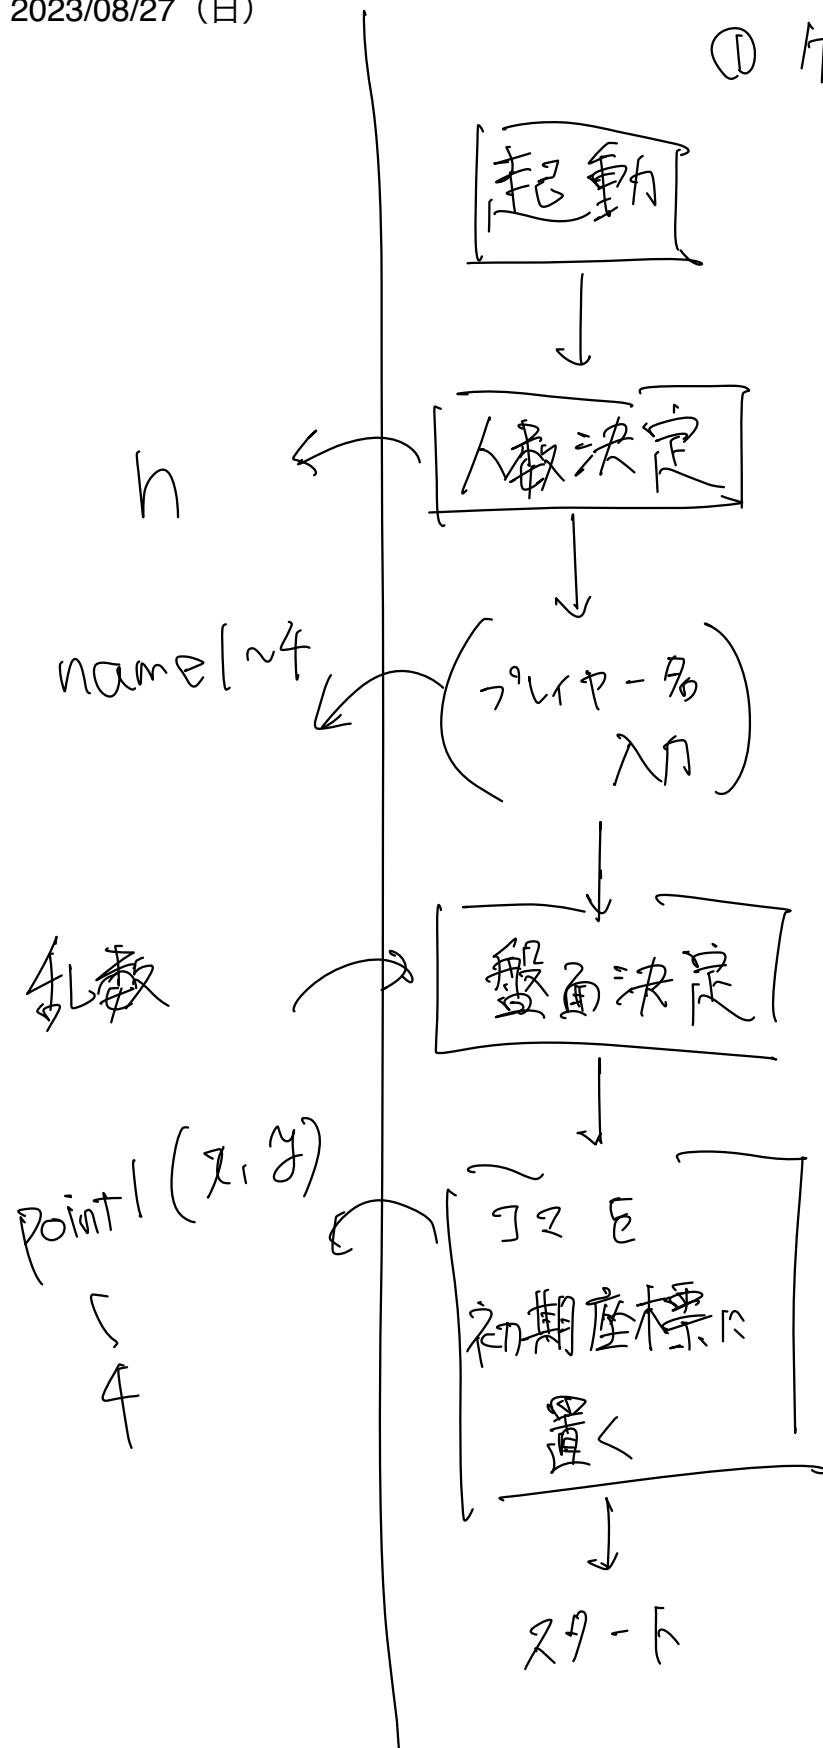 2023/08/27（日）
①
起動
人数決定
n
プレイヤー名
入力
name1~4
盤面決定
乱数
コマを
初期座標に
置く
point1(x,y)
〜
4
スタート